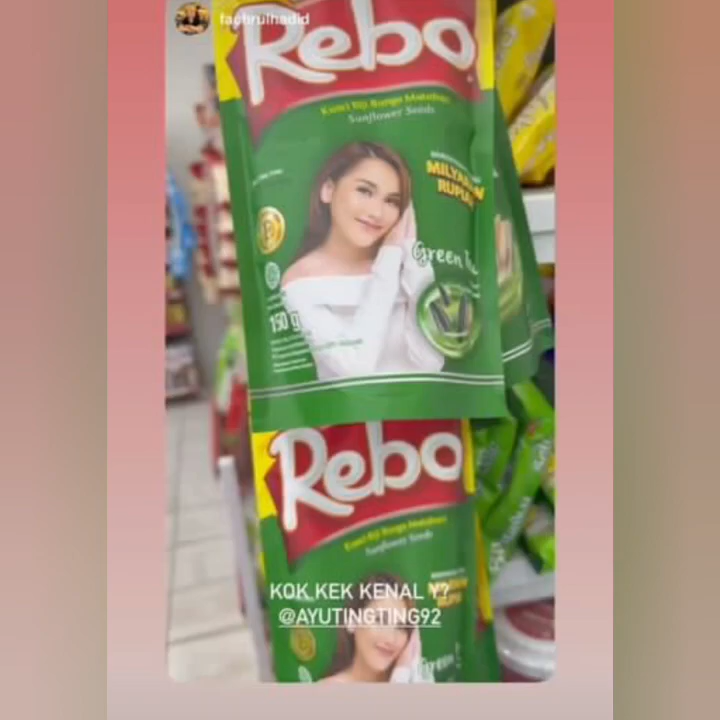 fachrulhadid
Rebo
Kuaci Biji Bunga Matahari
Sunflower Seeds
MILYARAN
RUPIAH
Green Tea
150 g
Rebo
Kuaci Biji Bunga Matahari
Sunflower Seeds
KOK KEK KENAL Y?
@AYUTINGTING92
Green